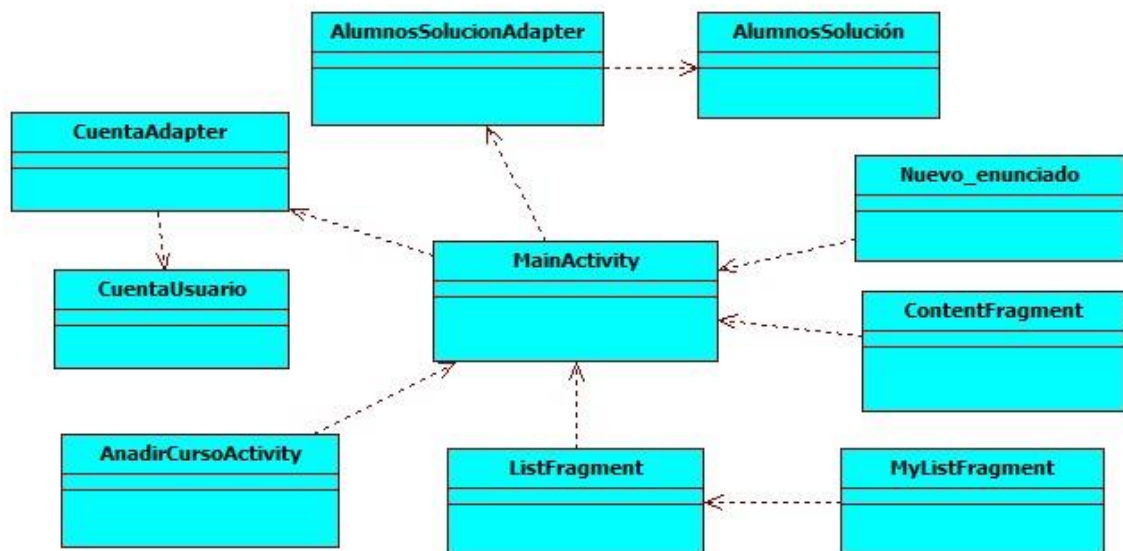 AlumnosSolucionAdapter
AlumnosSolución
CuentaAdapter
Nuevo_enunciado
MainActivity
CuentaUsuario
ContentFragment
AnadirCursoActivity
ListFragment
MyListFragment